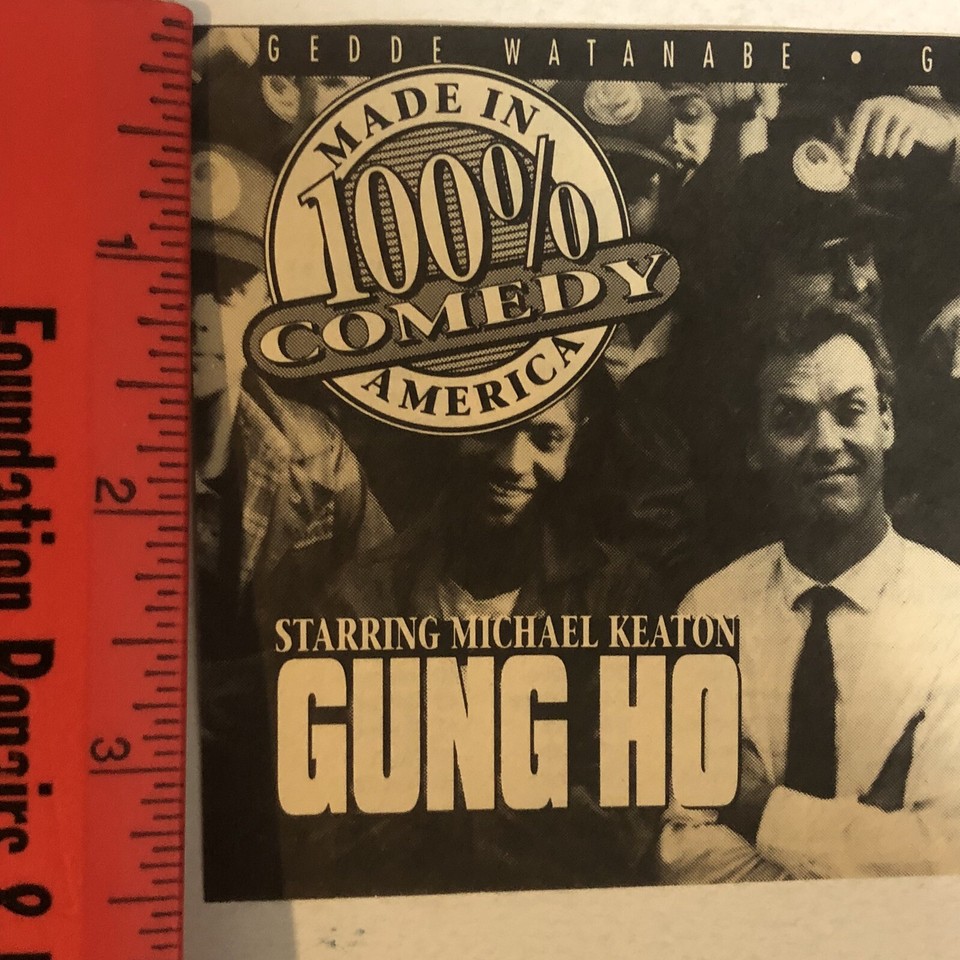 GEDDE WATANABE • G
MADE IN
100%
COMEDY
AMERICA
STARRING MICHAEL KEATON
GUNG HO
1
2
3
Foundation Repairs &